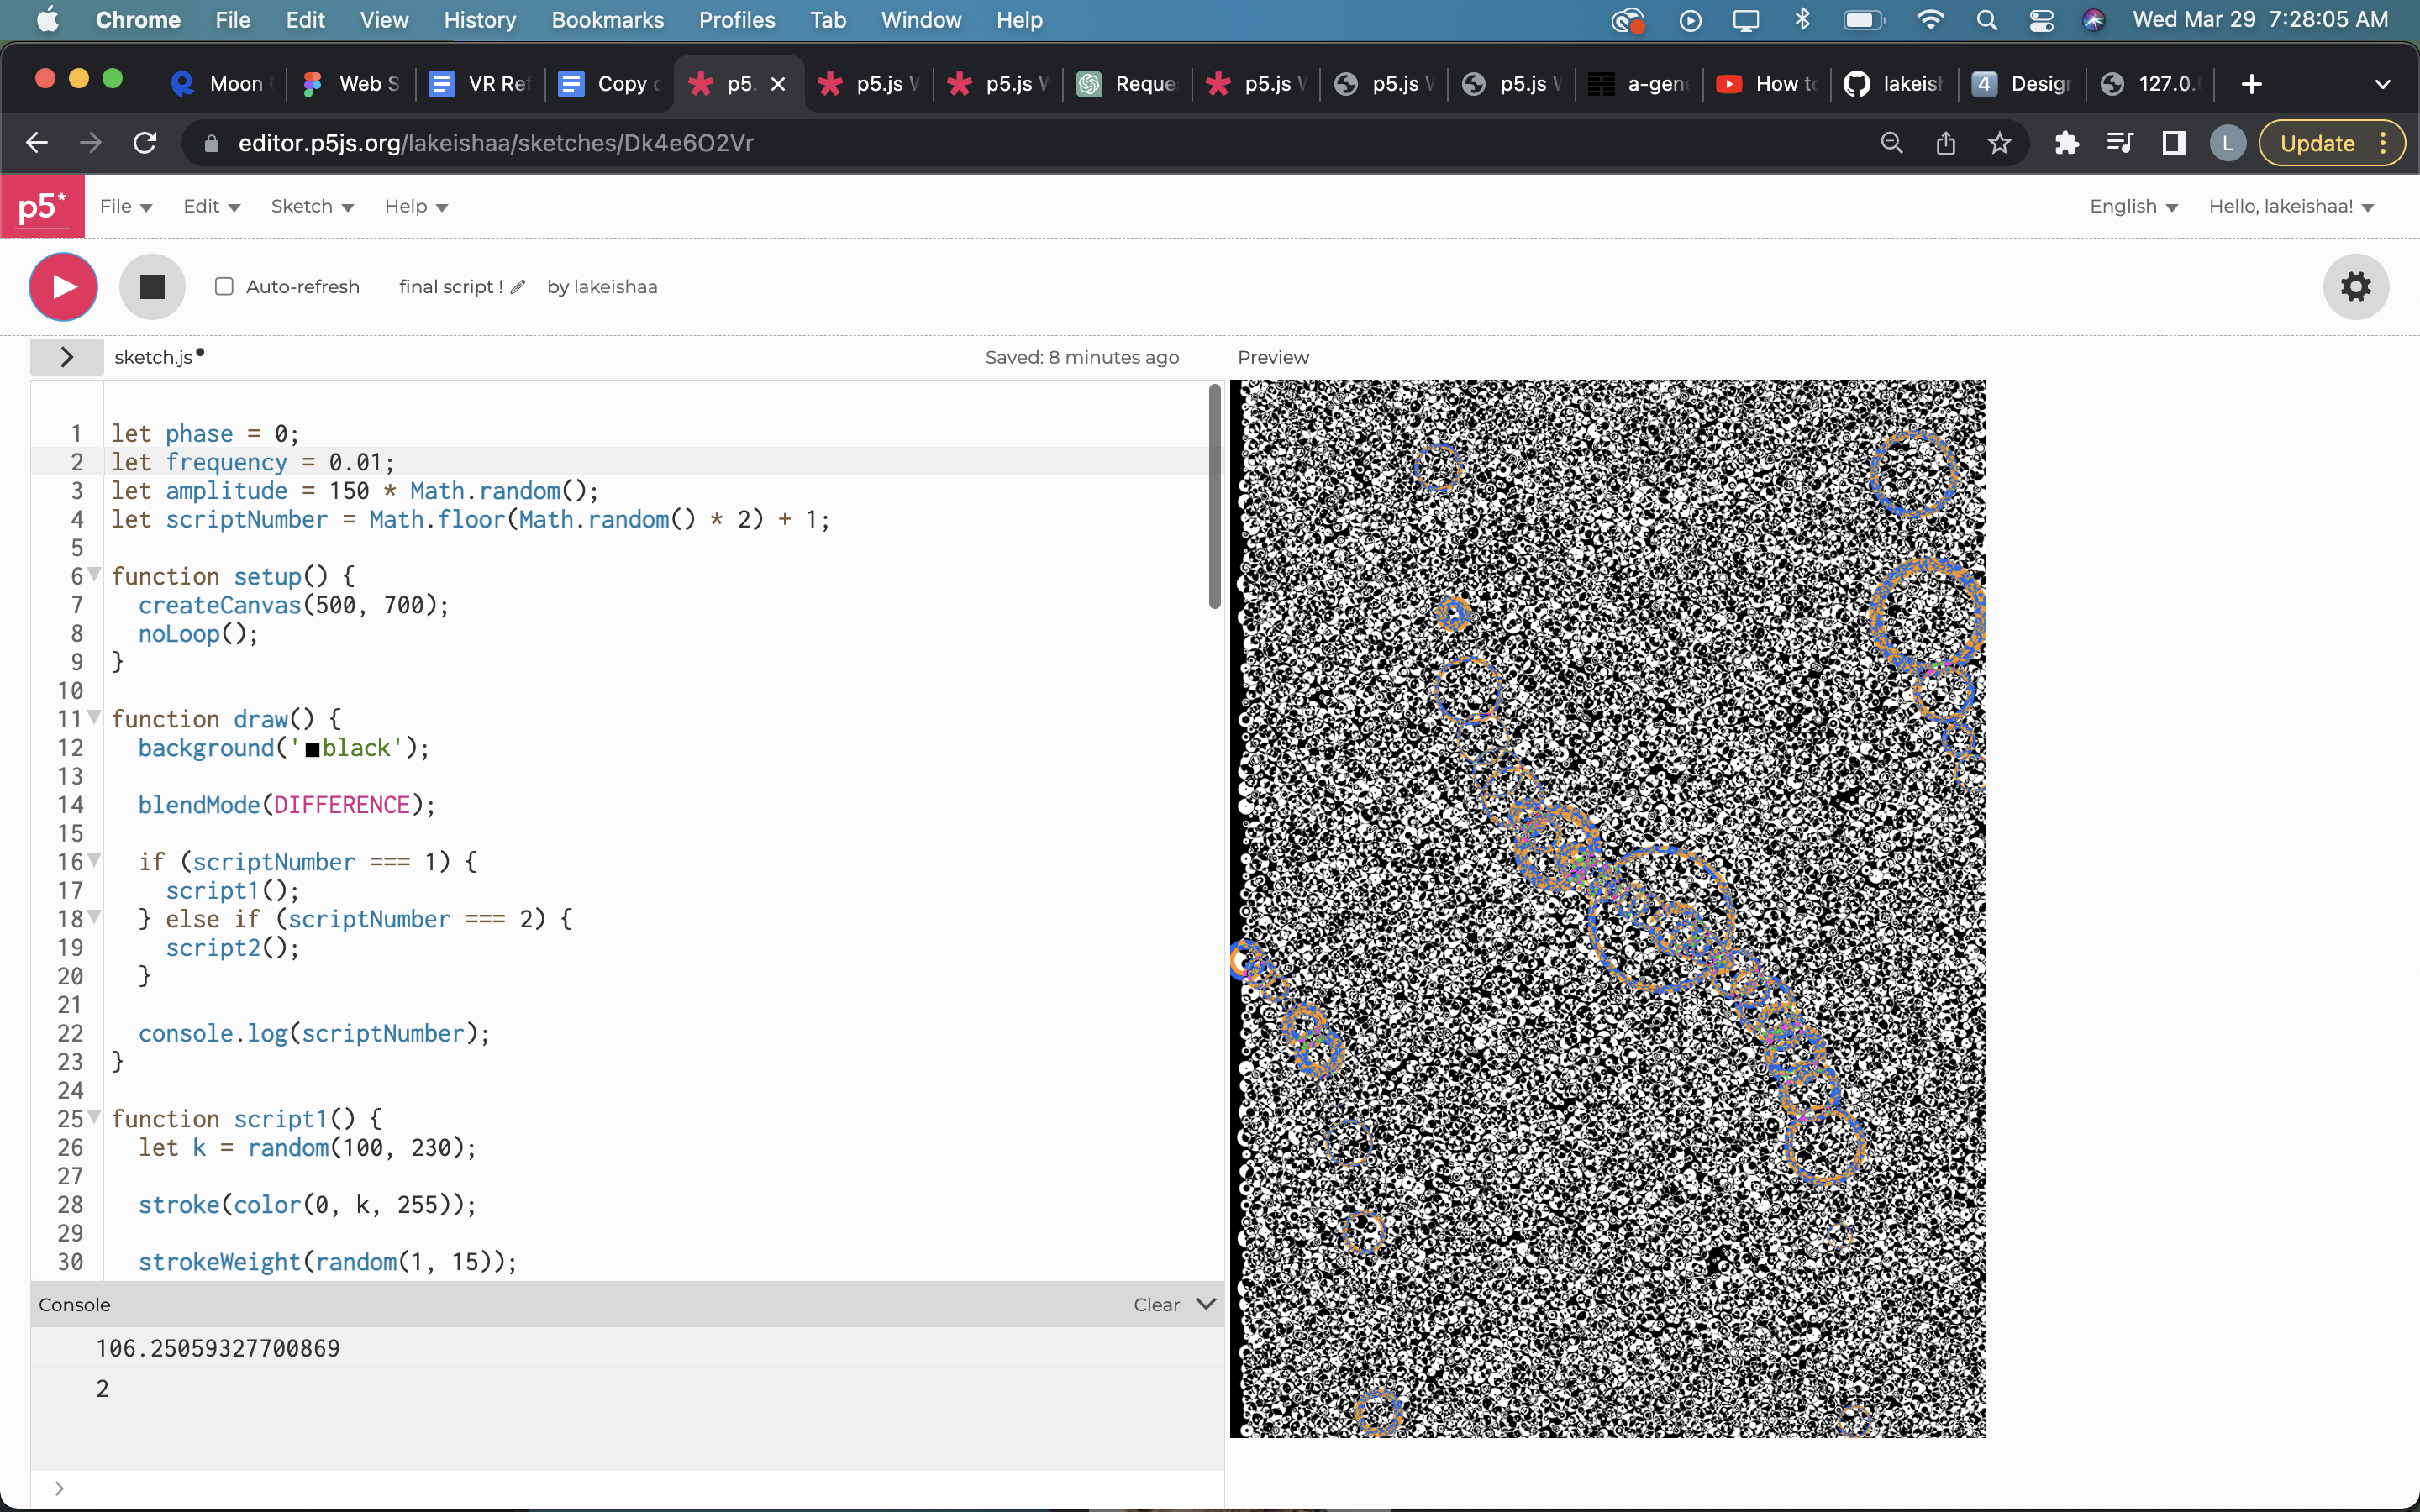 Chrome File Edit View History Bookmarks Profiles Tab Window Help Wed Mar 29 7:28:05 AM
Moon Web S VR Ref Copy p5. p5.js p5.js Reque p5.js p5.js p5.js a-gen How to lakeish 4 Design 127.0.
editor.p5js.org/lakeishaa/sketches/Dk4e6O2Vr L Update
p5* File Edit Sketch Help English Hello, lakeishaa!
Auto-refresh final script ! by lakeishaa
sketch.js Saved: 8 minutes ago Preview
1 let phase = 0;
2 let frequency = 0.01;
3 let amplitude = 150 * Math.random();
4 let scriptNumber = Math.floor(Math.random() * 2) + 1;
5
6 function setup() {
7 createCanvas(500, 700);
8 noLoop();
9 }
10
11 function draw() {
12 background('black');
13
14 blendMode(DIFFERENCE);
15
16 if (scriptNumber === 1) {
17 script1();
18 } else if (scriptNumber === 2) {
19 script2();
20 }
21
22 console.log(scriptNumber);
23 }
24
25 function script1() {
26 let k = random(100, 230);
27
28 stroke(color(0, k, 255));
29
30 strokeWeight(random(1, 15));
Console Clear
106.25059327700869
2
>